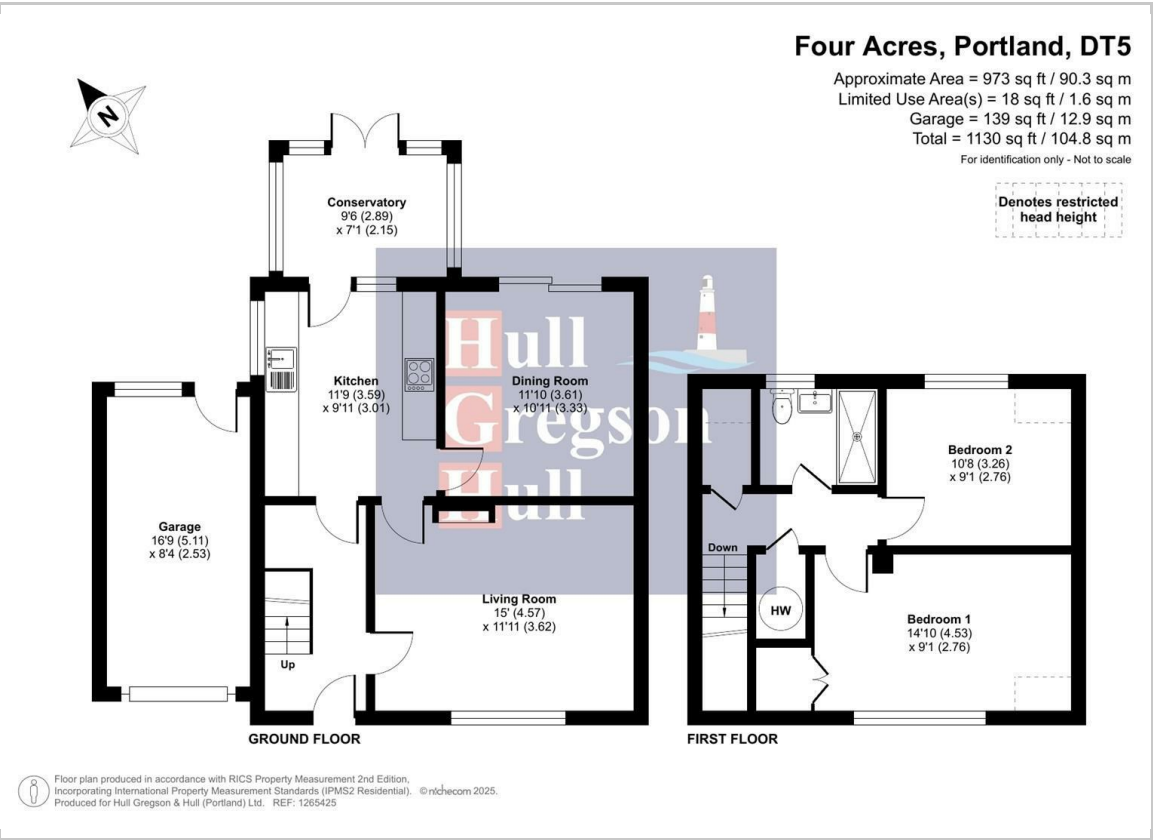 Four Acres, Portland, DT5
Approximate Area = 973 sq ft / 90.3 sq m
Limited Use Area(s) = 18 sq ft / 1.6 sq m
Garage = 139 sq ft / 12.9 sq m
Total = 1130 sq ft / 104.8 sq m
For identification only - Not to scale
Denotes restricted
head height
N
Conservatory
9'6 (2.89)
x 7'1 (2.15)
Kitchen
11'9 (3.59)
x 9'11 (3.01)
Dining Room
11'10 (3.61)
x 10'11 (3.33)
Hull
Gregson
Hull
Garage
16'9 (5.11)
x 8'4 (2.53)
Living Room
15' (4.57)
x 11'11 (3.62)
Up
GROUND FLOOR
Bedroom 2
10'8 (3.26)
x 9'1 (2.76)
Down
HW
Bedroom 1
14'10 (4.53)
x 9'1 (2.76)
FIRST FLOOR
Floor plan produced in accordance with RICS Property Measurement 2nd Edition,
Incorporating International Property Measurement Standards (IPMS2 Residential). © nichecom 2025.
Produced for Hull Gregson & Hull (Portland) Ltd. REF: 1265425